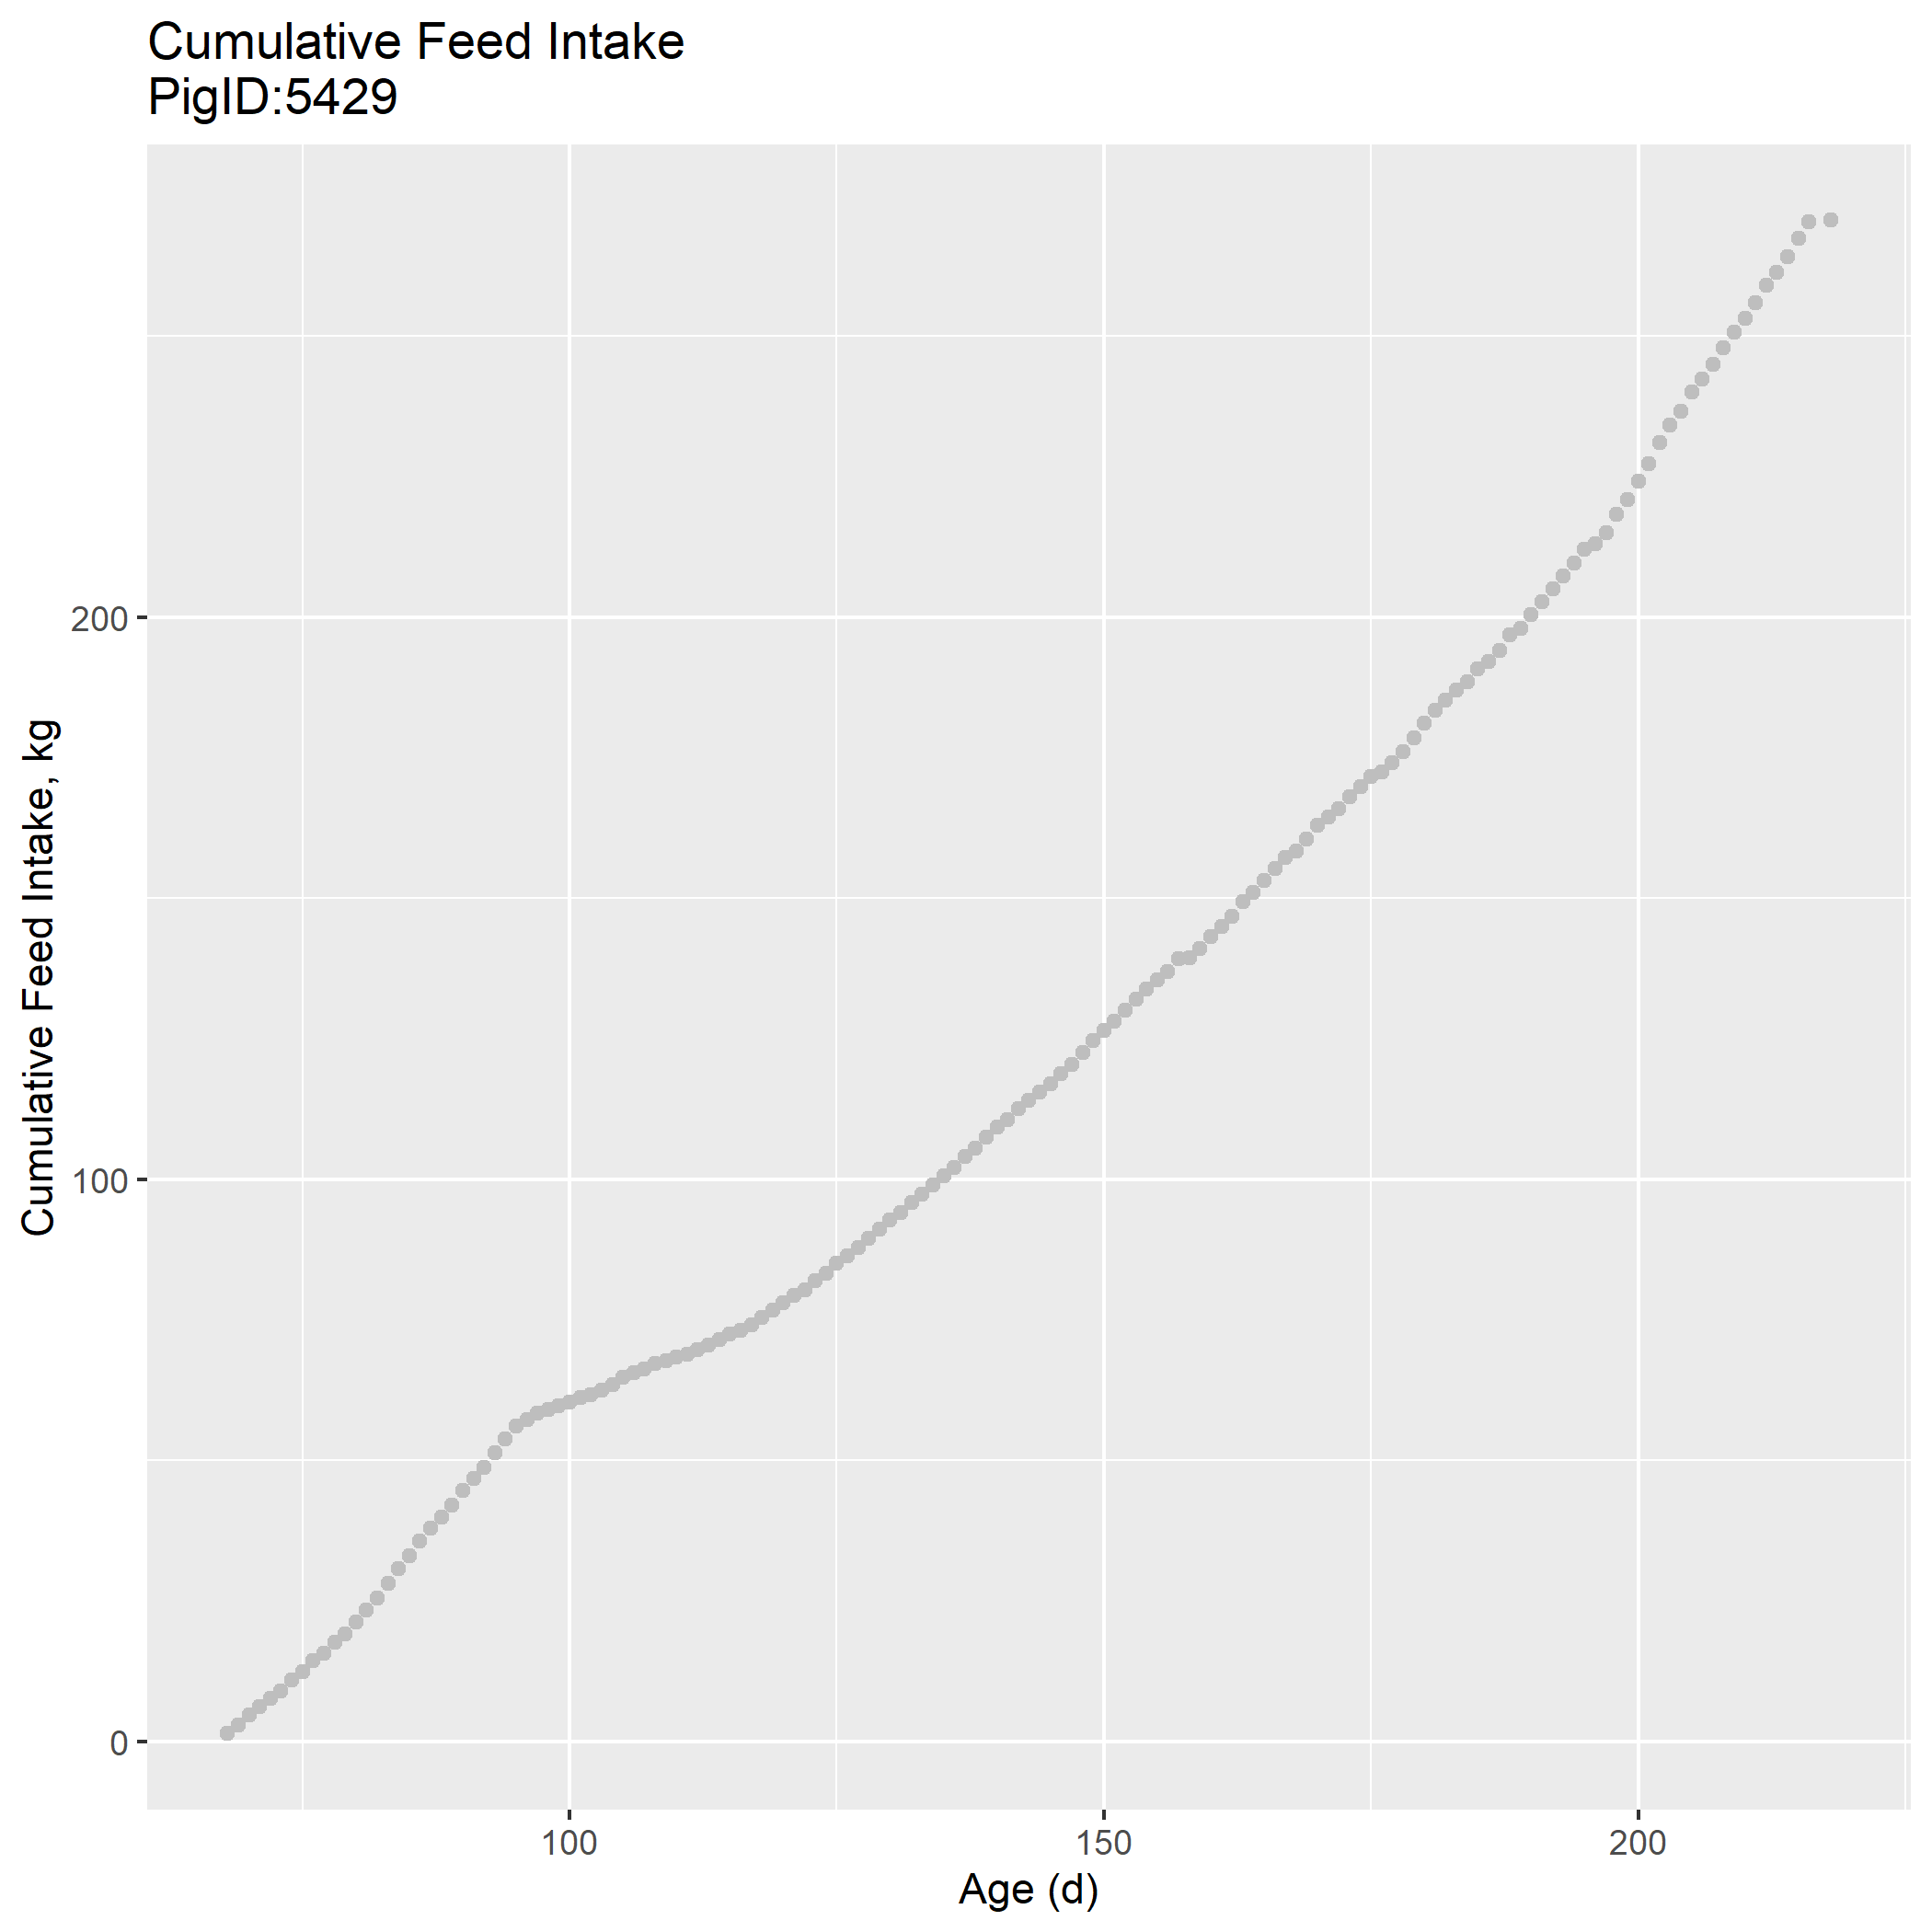 Cumulative Feed Intake
PigID:5429
Cumulative Feed Intake, kg
200
100
0
100
150
200
Age (d)